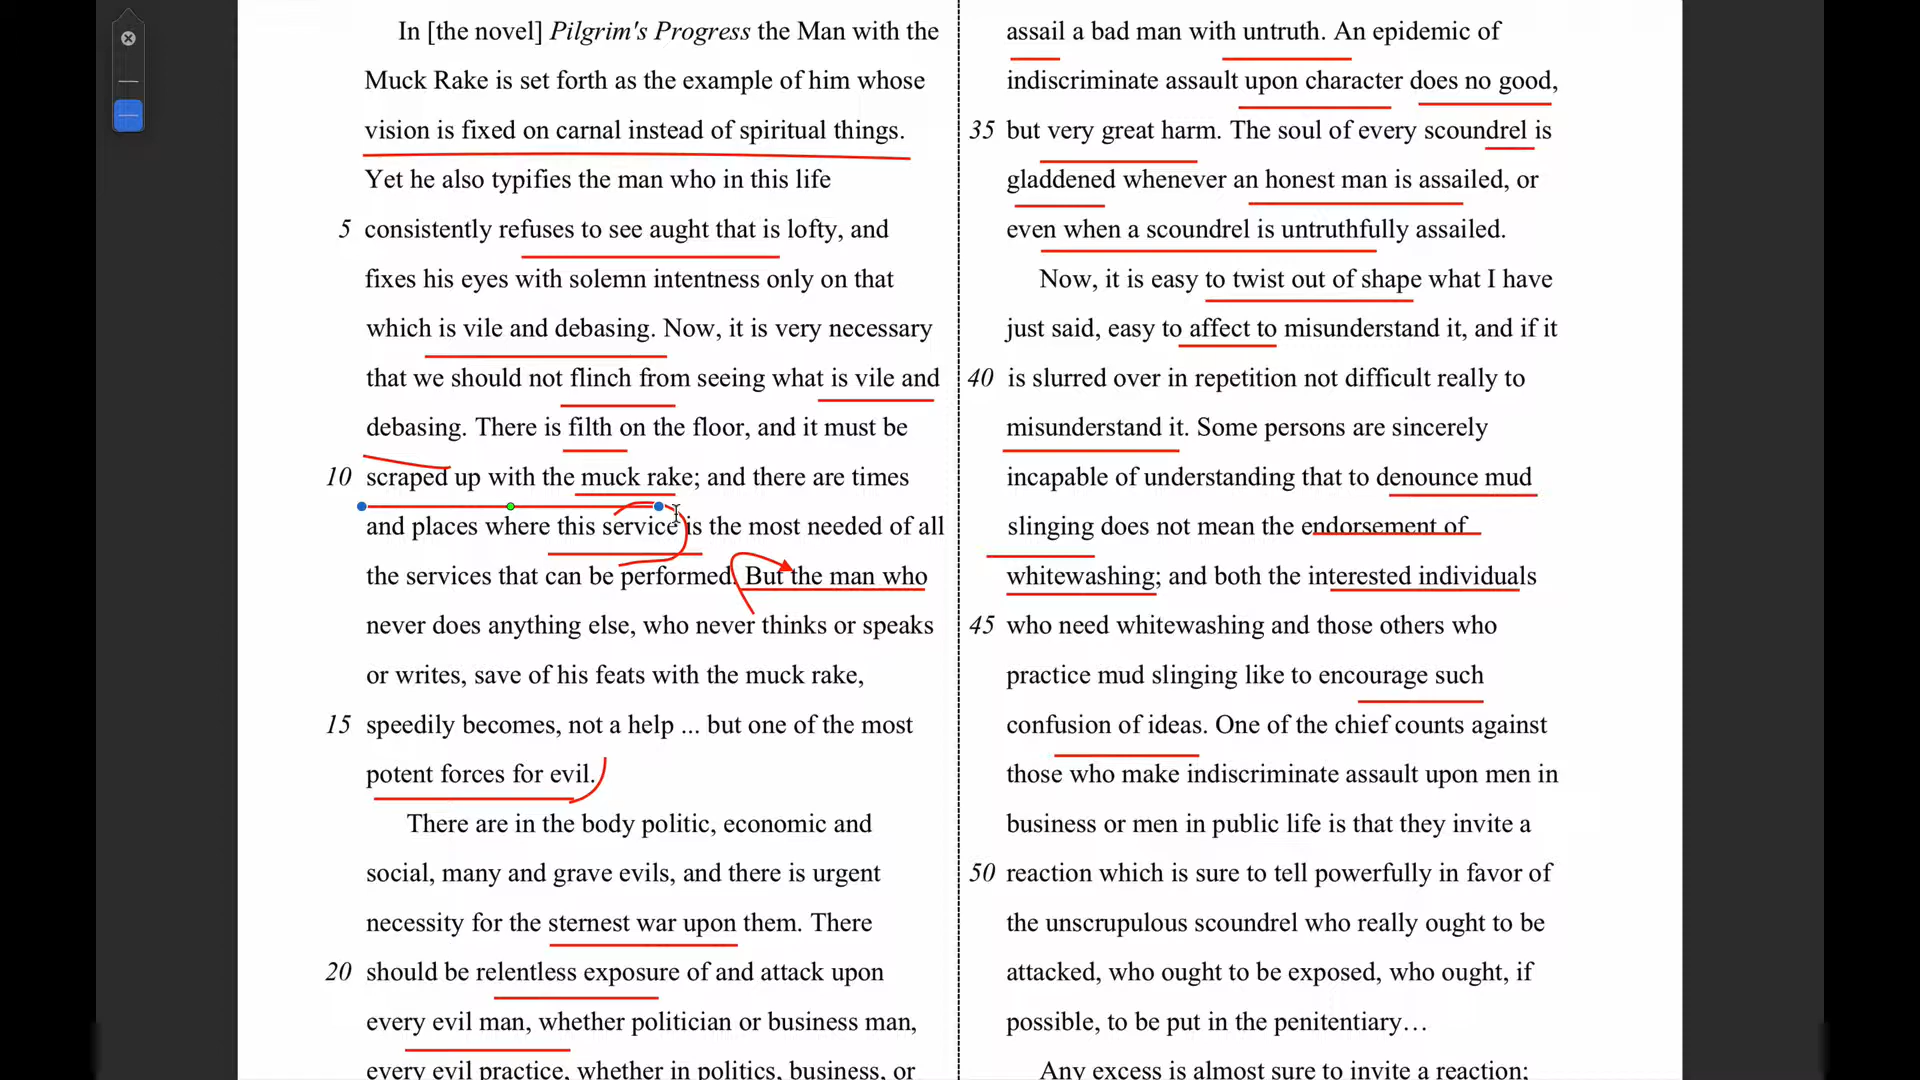 In [the novel] Pilgrim's Progress the Man with the
Muck Rake is set forth as the example of him whose
vision is fixed on carnal instead of spiritual things.
Yet he also typifies the man who in this life
5 consistently refuses to see aught that is lofty, and
fixes his eyes with solemn intentness only on that
which is vile and debasing. Now, it is very necessary
that we should not flinch from seeing what is vile and
debasing. There is filth on the floor, and it must be
10 scraped up with the muck rake; and there are times
and places where this service is the most needed of all
the services that can be performed. But the man who
never does anything else, who never thinks or speaks
or writes, save of his feats with the muck rake,
15 speedily becomes, not a help ... but one of the most
potent forces for evil.
There are in the body politic, economic and
social, many and grave evils, and there is urgent
necessity for the sternest war upon them. There
20 should be relentless exposure of and attack upon
every evil man, whether politician or business man,
every evil practice, whether in politics, business, or
assail a bad man with untruth. An epidemic of
indiscriminate assault upon character does no good,
35 but very great harm. The soul of every scoundrel is
gladdened whenever an honest man is assailed, or
even when a scoundrel is untruthfully assailed.
Now, it is easy to twist out of shape what I have
just said, easy to affect to misunderstand it, and if it
40 is slurred over in repetition not difficult really to
misunderstand it. Some persons are sincerely
incapable of understanding that to denounce mud
slinging does not mean the endorsement of
whitewashing; and both the interested individuals
45 who need whitewashing and those others who
practice mud slinging like to encourage such
confusion of ideas. One of the chief counts against
those who make indiscriminate assault upon men in
business or men in public life is that they invite a
50 reaction which is sure to tell powerfully in favor of
the unscrupulous scoundrel who really ought to be
attacked, who ought to be exposed, who ought, if
possible, to be put in the penitentiary…
Any excess is almost sure to invite a reaction;